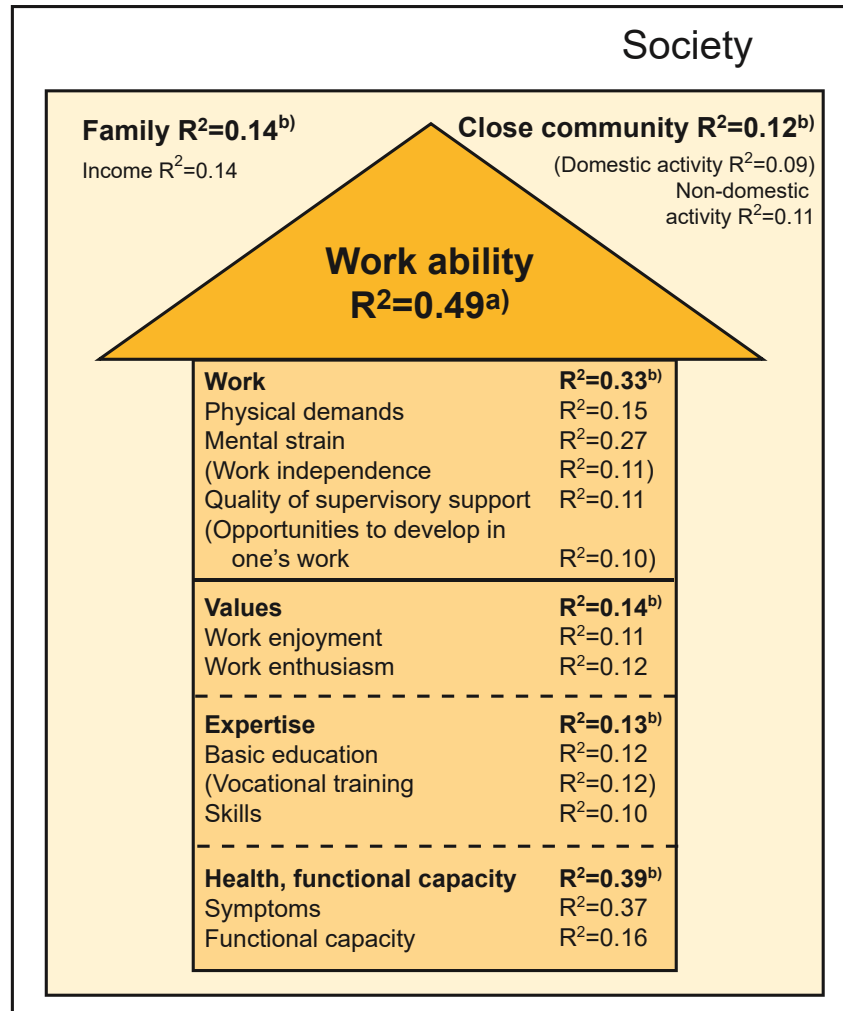 Society
Family R²=0.14ᵇ⁾
Income R²=0.14
Close community R²=0.12ᵇ⁾
(Domestic activity R²=0.09)
Non-domestic
activity R²=0.11
Work ability
R²=0.49ᵃ⁾
Work R²=0.33ᵇ⁾
Physical demands R²=0.15
Mental strain R²=0.27
(Work independence R²=0.11)
Quality of supervisory support R²=0.11
(Opportunities to develop in
one’s work R²=0.10)
Values R²=0.14ᵇ⁾
Work enjoyment R²=0.11
Work enthusiasm R²=0.12
Expertise R²=0.13ᵇ⁾
Basic education R²=0.12
(Vocational training R²=0.12)
Skills R²=0.10
Health, functional capacity R²=0.39ᵇ⁾
Symptoms R²=0.37
Functional capacity R²=0.16